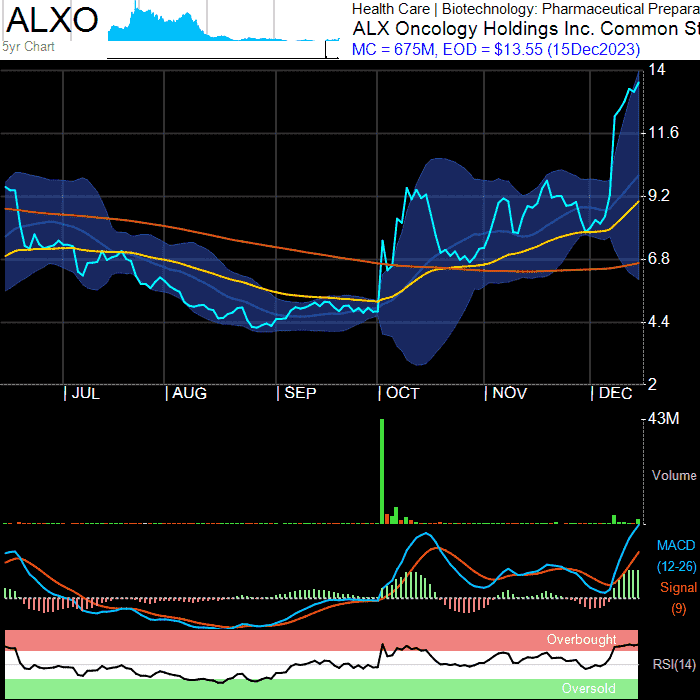 ALXO
5yr Chart
Health Care | Biotechnology: Pharmaceutical Prepara
ALX Oncology Holdings Inc. Common St
MC = 675M, EOD = $13.55 (15Dec2023)
14
11.6
9.2
6.8
4.4
2
JUL AUG SEP OCT NOV DEC
43M
Volume
MACD
(12-26)
Signal
(9)
Overbought
RSI(14)
Oversold